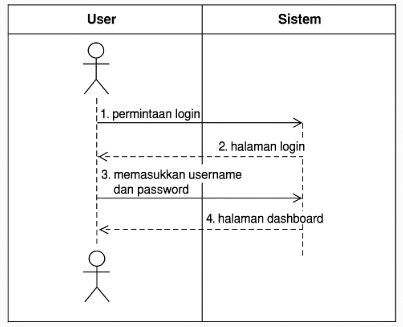 User
Sistem
1. permintaan login
2. halaman login
3. memasukkan username
dan password
4. halaman dashboard